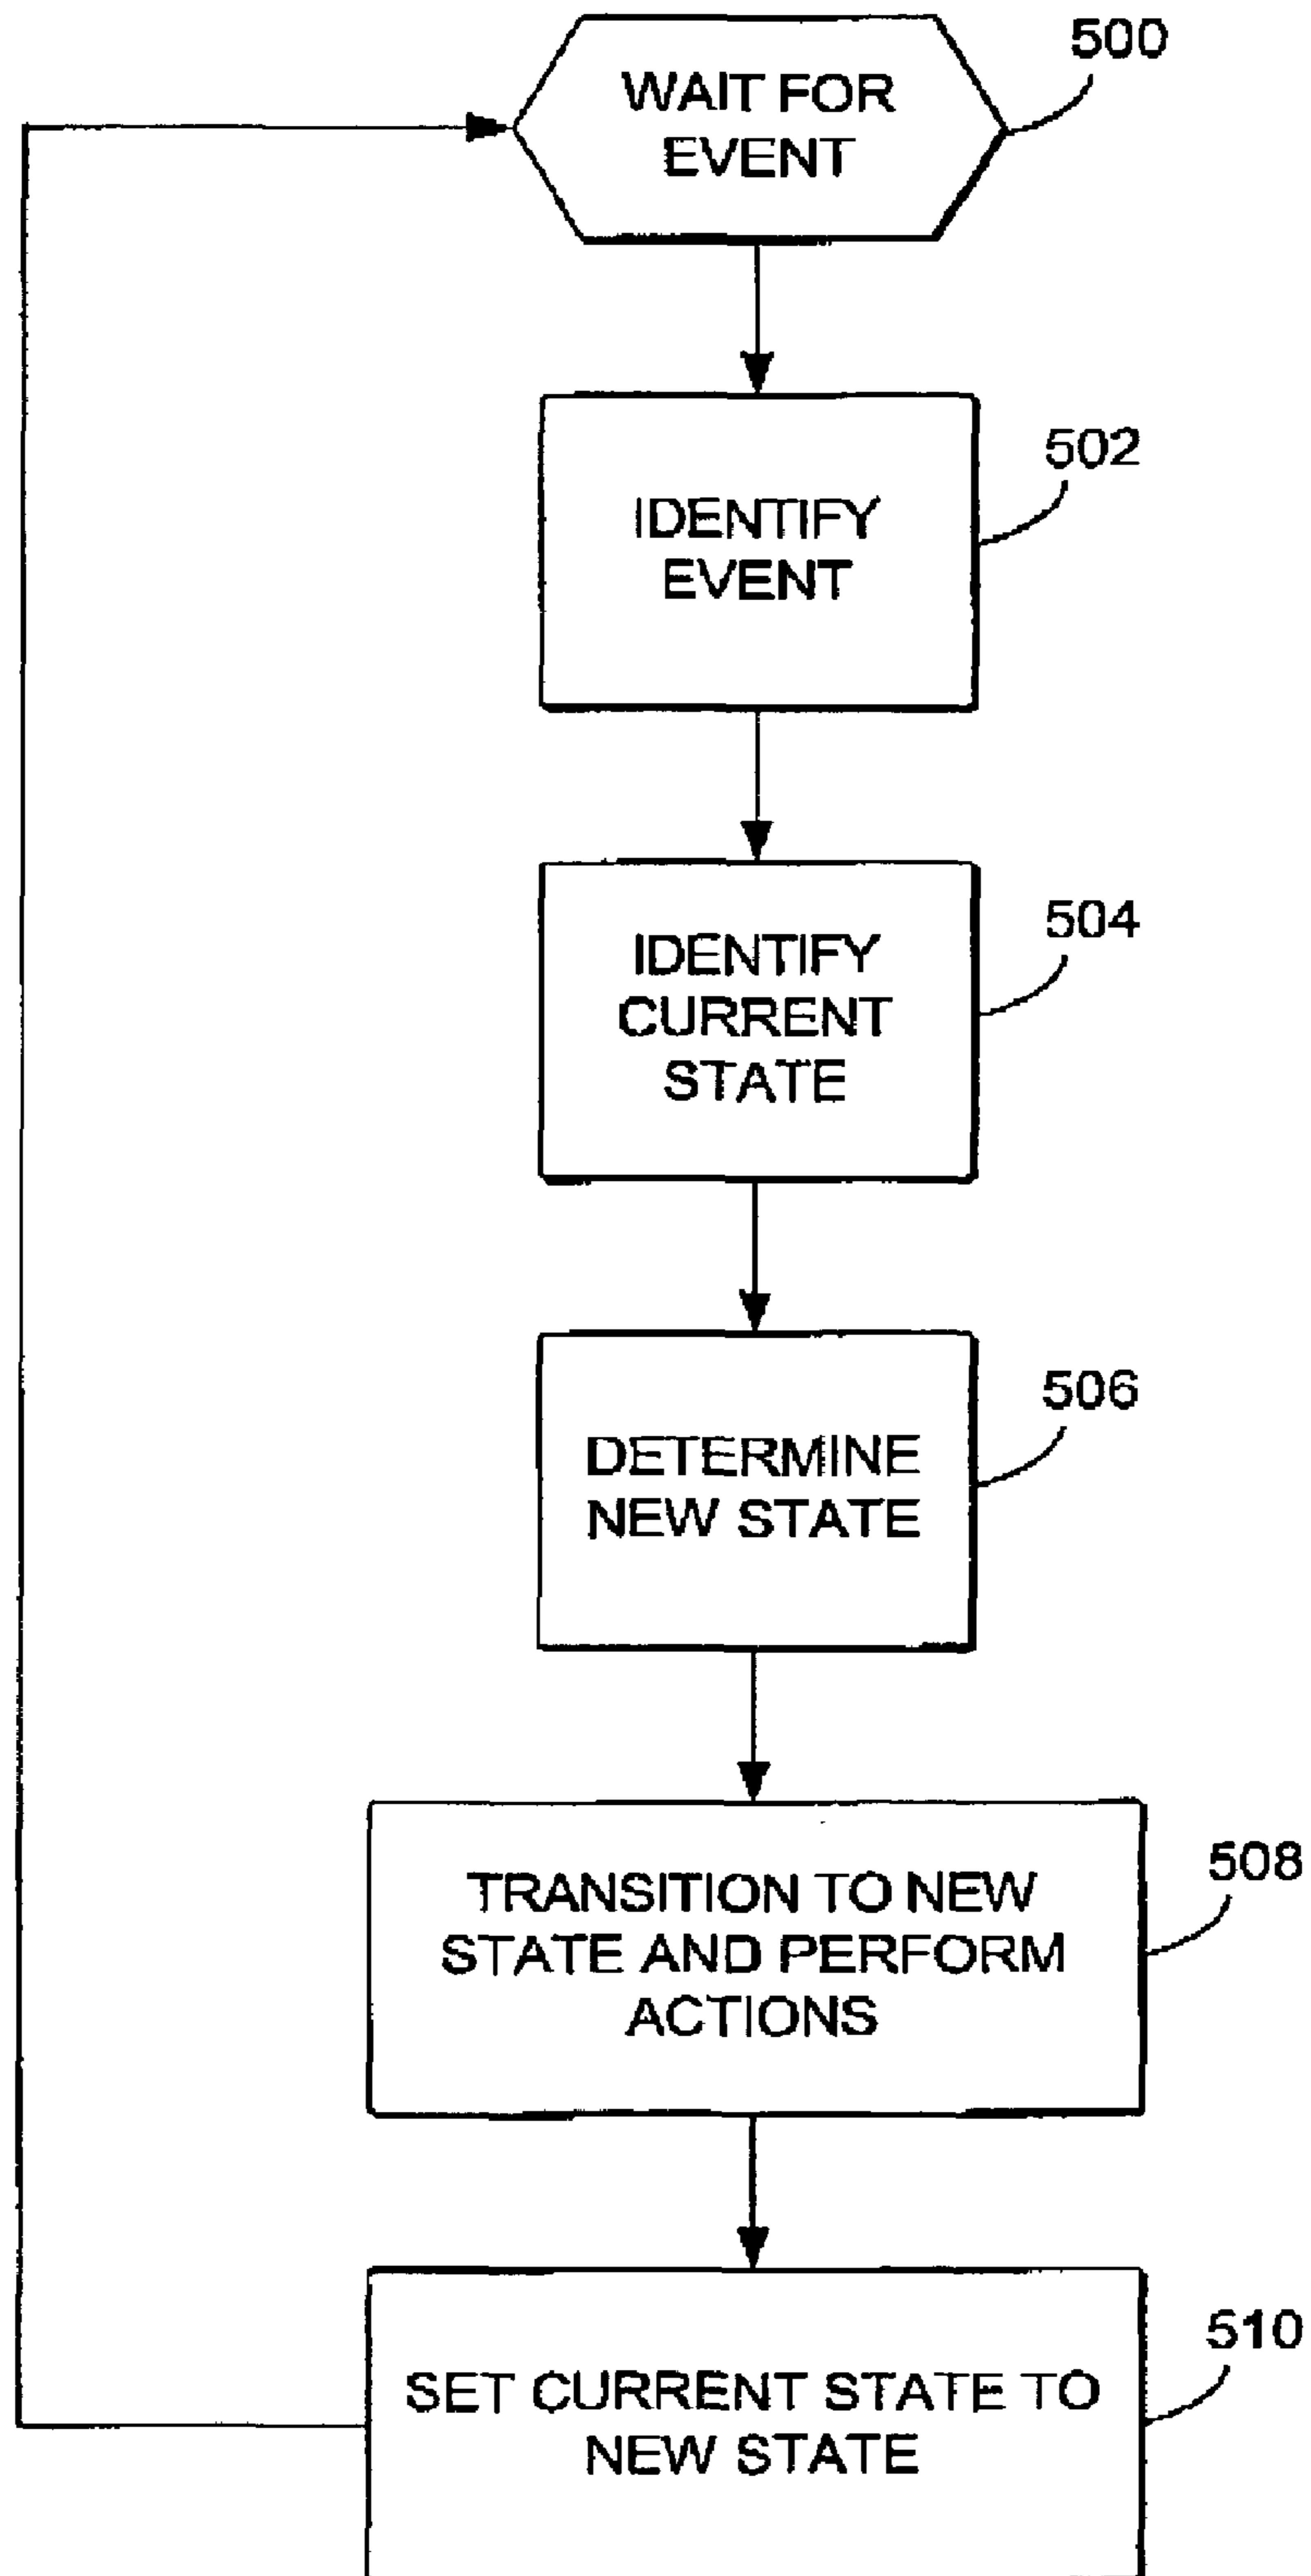 WAIT FOR
EVENT
500
IDENTIFY
EVENT
502
IDENTIFY
CURRENT
STATE
504
DETERMINE
NEW STATE
506
TRANSITION TO NEW
STATE AND PERFORM
ACTIONS
508
SET CURRENT STATE TO
NEW STATE
510